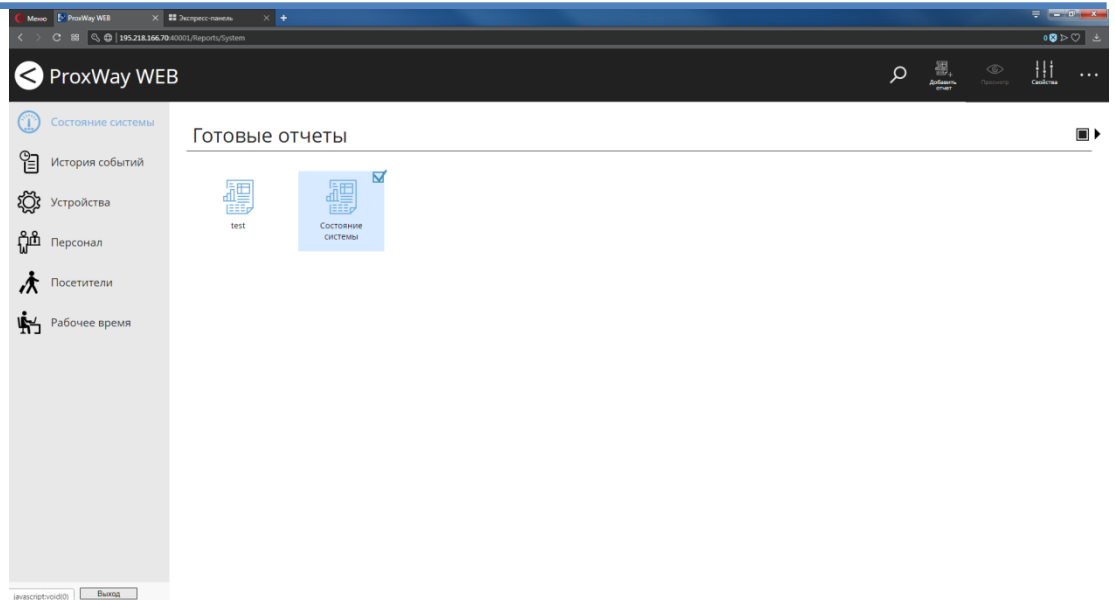 Меню
ProxWay WEB
Экспресс-панель
195.218.166.70:40001/Reports/System
0
ProxWay WEB
Добавить
отчет
Просмотр
Свойства
Состояние системы
История событий
Устройства
Персонал
Посетители
Рабочее время
Готовые отчеты
test
Состояние
системы
javascript:void(0)
Выход